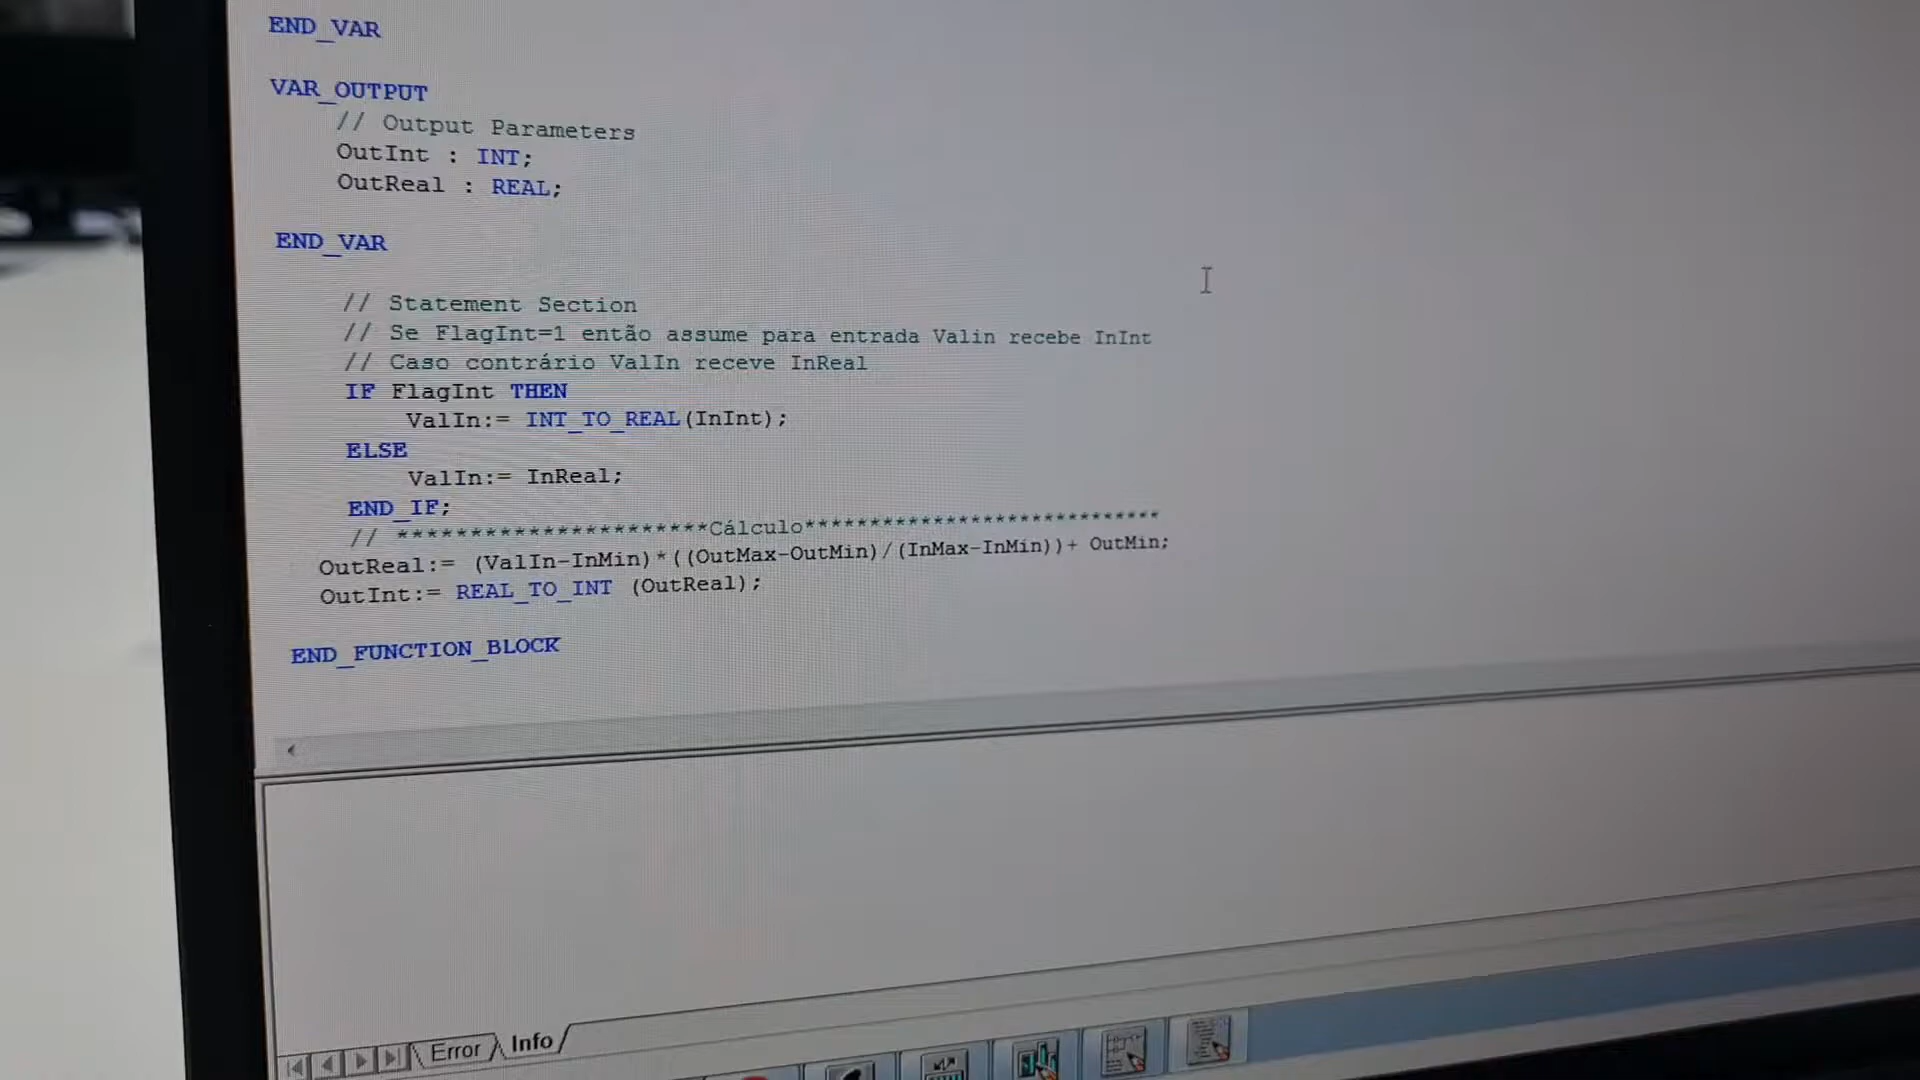 END_VAR
VAR_OUTPUT
// Output Parameters
OutInt : INT;
OutReal : REAL;
END_VAR
// Statement Section
// Se FlagInt=1 então assume para entrada Valin recebe InInt
// Caso contrário ValIn receve InReal
IF FlagInt THEN
ValIn:= INT_TO_REAL(InInt);
ELSE
ValIn:= InReal;
END_IF;
// *********************Cálculo***************************
OutReal:= (ValIn-InMin)*((OutMax-OutMin)/(InMax-InMin))+ OutMin;
OutInt:= REAL_TO_INT (OutReal);
END_FUNCTION_BLOCK
Error Info